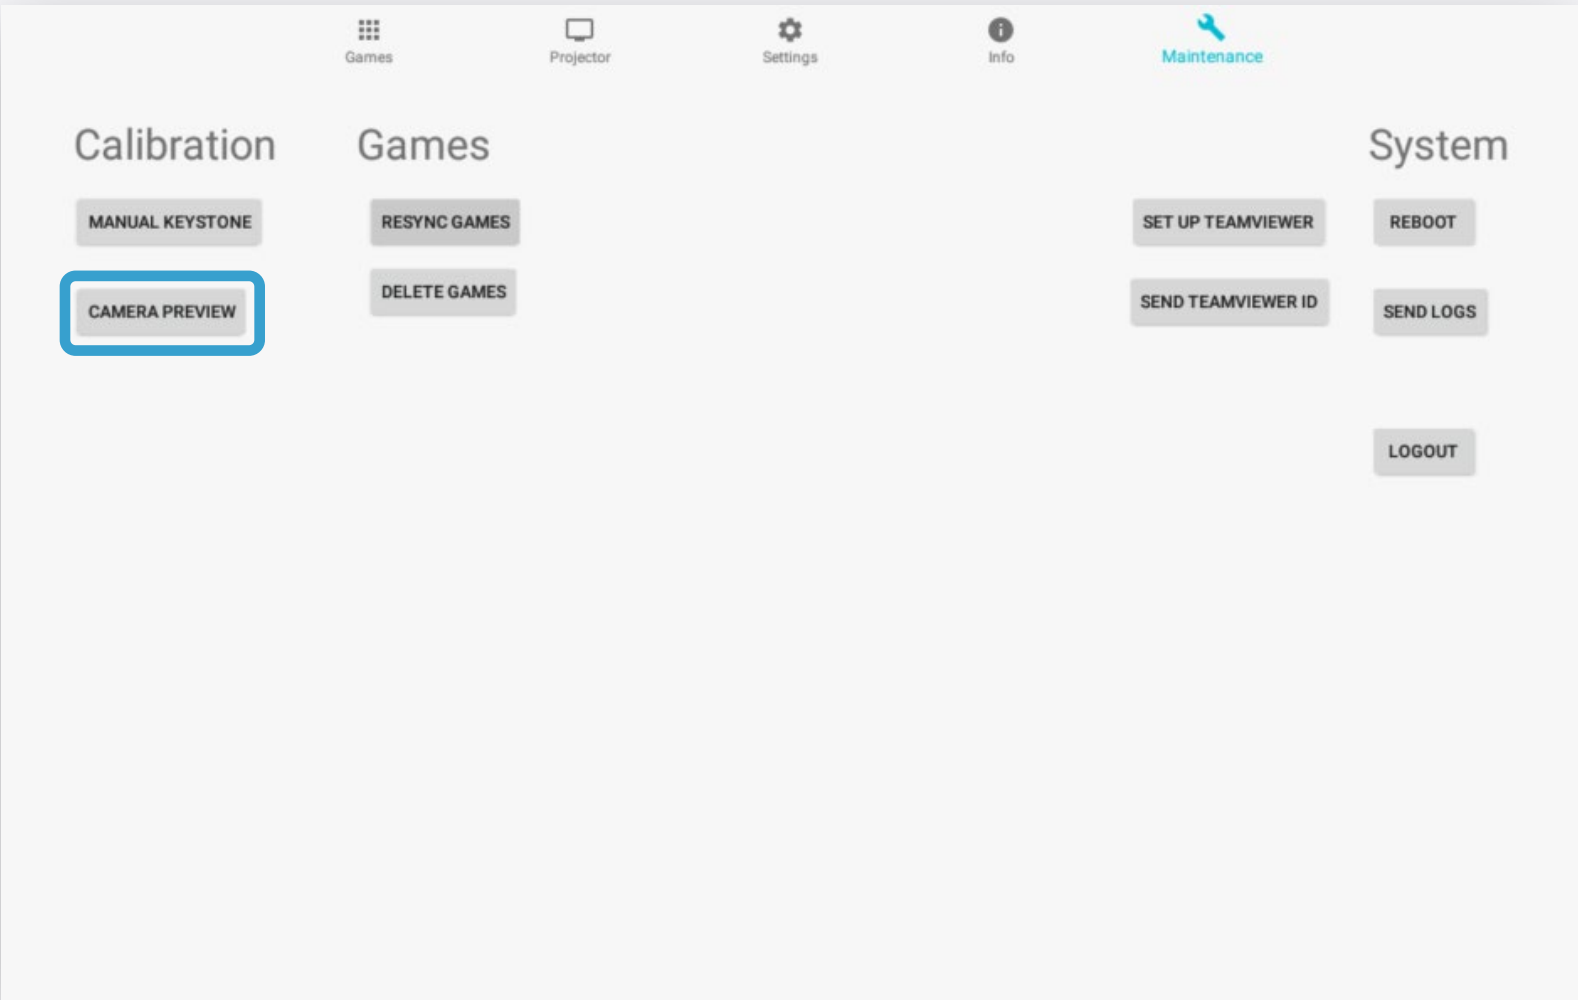 Games
Projector
Settings
Info
Maintenance
Calibration
Games
System
MANUAL KEYSTONE
RESYNC GAMES
SET UP TEAMVIEWER
REBOOT
CAMERA PREVIEW
DELETE GAMES
SEND TEAMVIEWER ID
SEND LOGS
LOGOUT